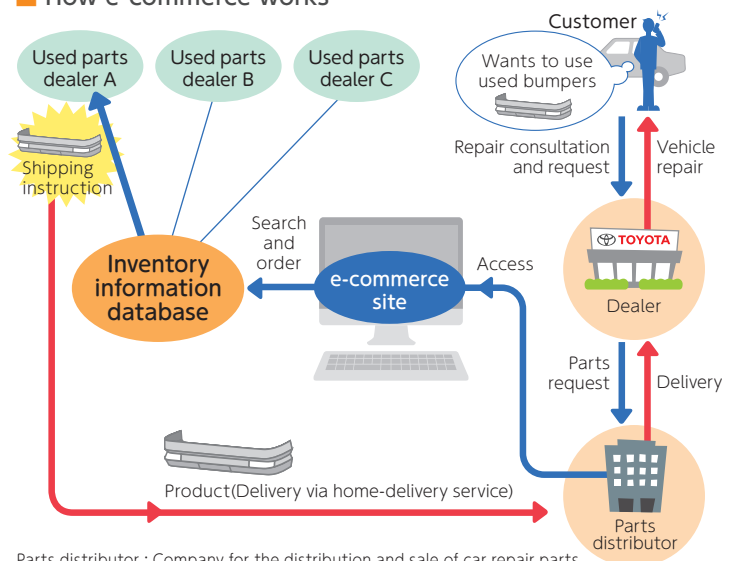 How e-commerce works
Customer
Used parts
dealer A
Used parts
dealer B
Used parts
dealer C
Wants to use
used bumpers
Shipping
instruction
Repair consultation
and request
Vehicle
repair
Search
and
order
Inventory
information
database
e-commerce
site
Access
TOYOTA
Dealer
Parts
request
Delivery
Product(Delivery via home-delivery service)
Parts
distributor
Parts distributor : Company for the distribution and sale of car repair parts